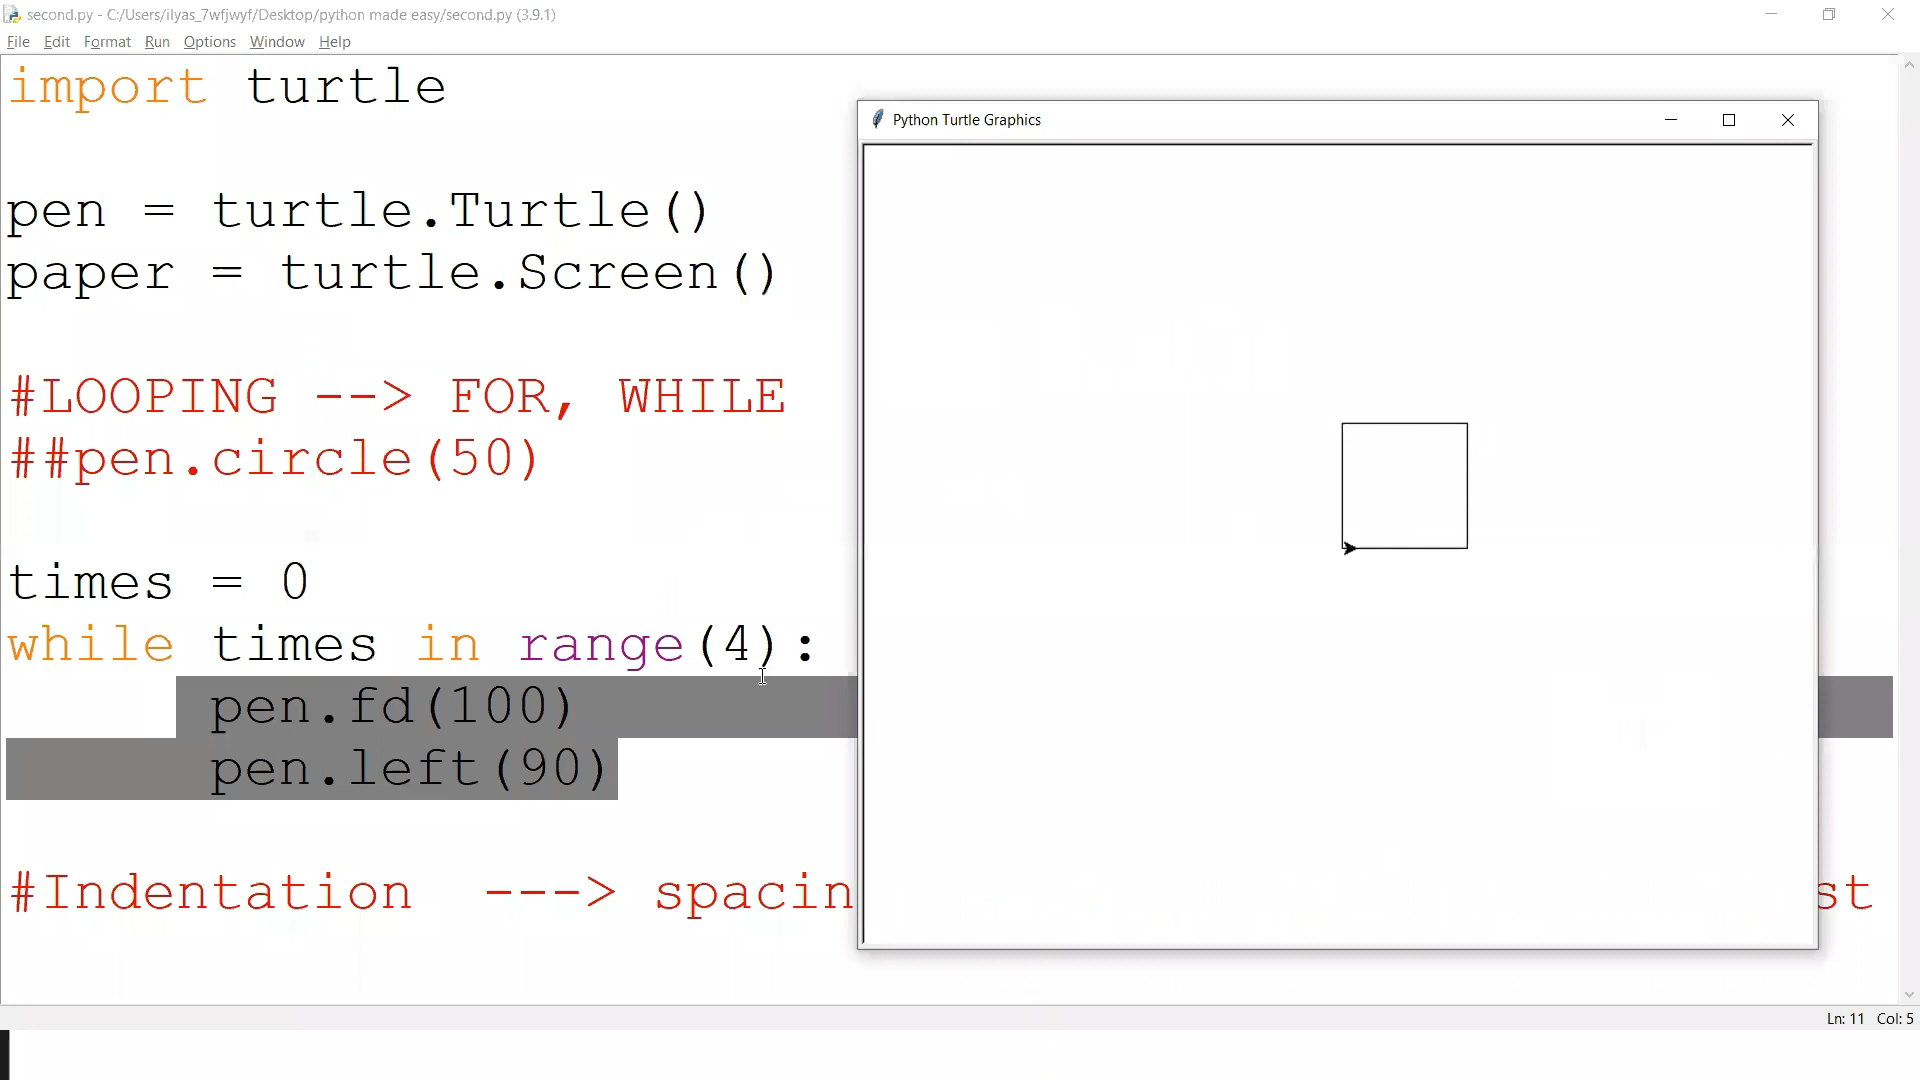 second.py - C:/Users/ilyas_7wfjwyf/Desktop/python made easy/second.py (3.9.1)
File Edit Format Run Options Window Help
import turtle
pen = turtle.Turtle()
paper = turtle.Screen()
#LOOPING --> FOR, WHILE
##pen.circle(50)
times = 0
while times in range(4):
pen.fd(100)
pen.left(90)
#Indentation ---> spacin
st
Python Turtle Graphics
Ln: 11 Col: 5